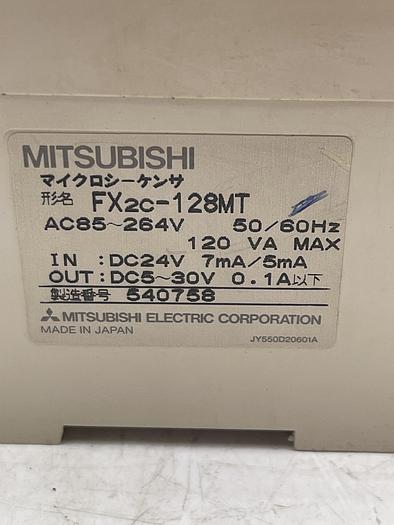 MITSUBISHI
マイクロシーケンサ
形名 FX2C-128MT
AC85~264V 50/60Hz
120 VA MAX
IN :DC24V 7mA/5mA
OUT:DC5~30V 0.1A以下
製造番号 540758
MITSUBISHI ELECTRIC CORPORATION
MADE IN JAPAN
JY550D20601A